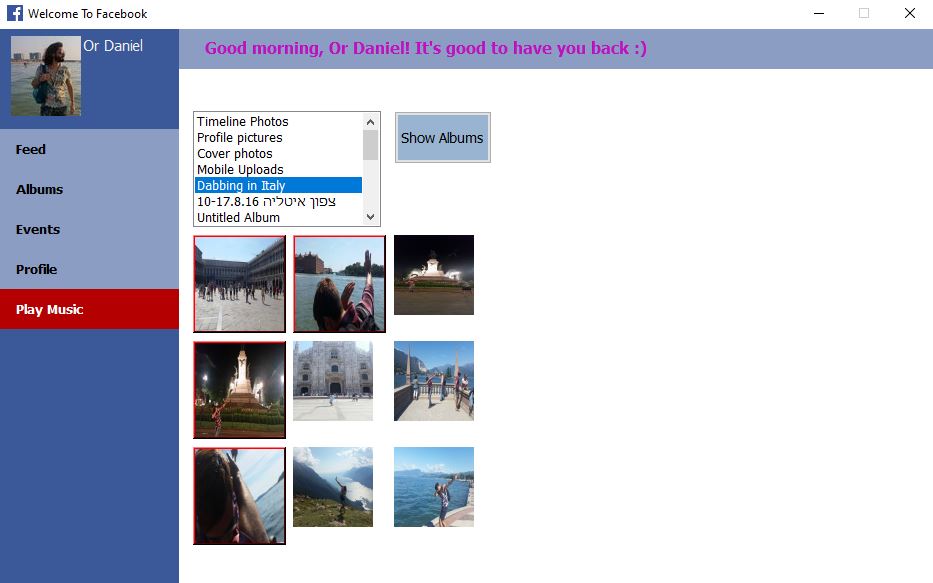 Welcome To Facebook
Or Daniel
Good morning, Or Daniel! It's good to have you back :)
Feed
Albums
Events
Profile
Play Music
Timeline Photos
Profile pictures
Cover photos
Mobile Uploads
Dabbing in Italy
צפון איטליה 10-17.8.16
Untitled Album
Show Albums